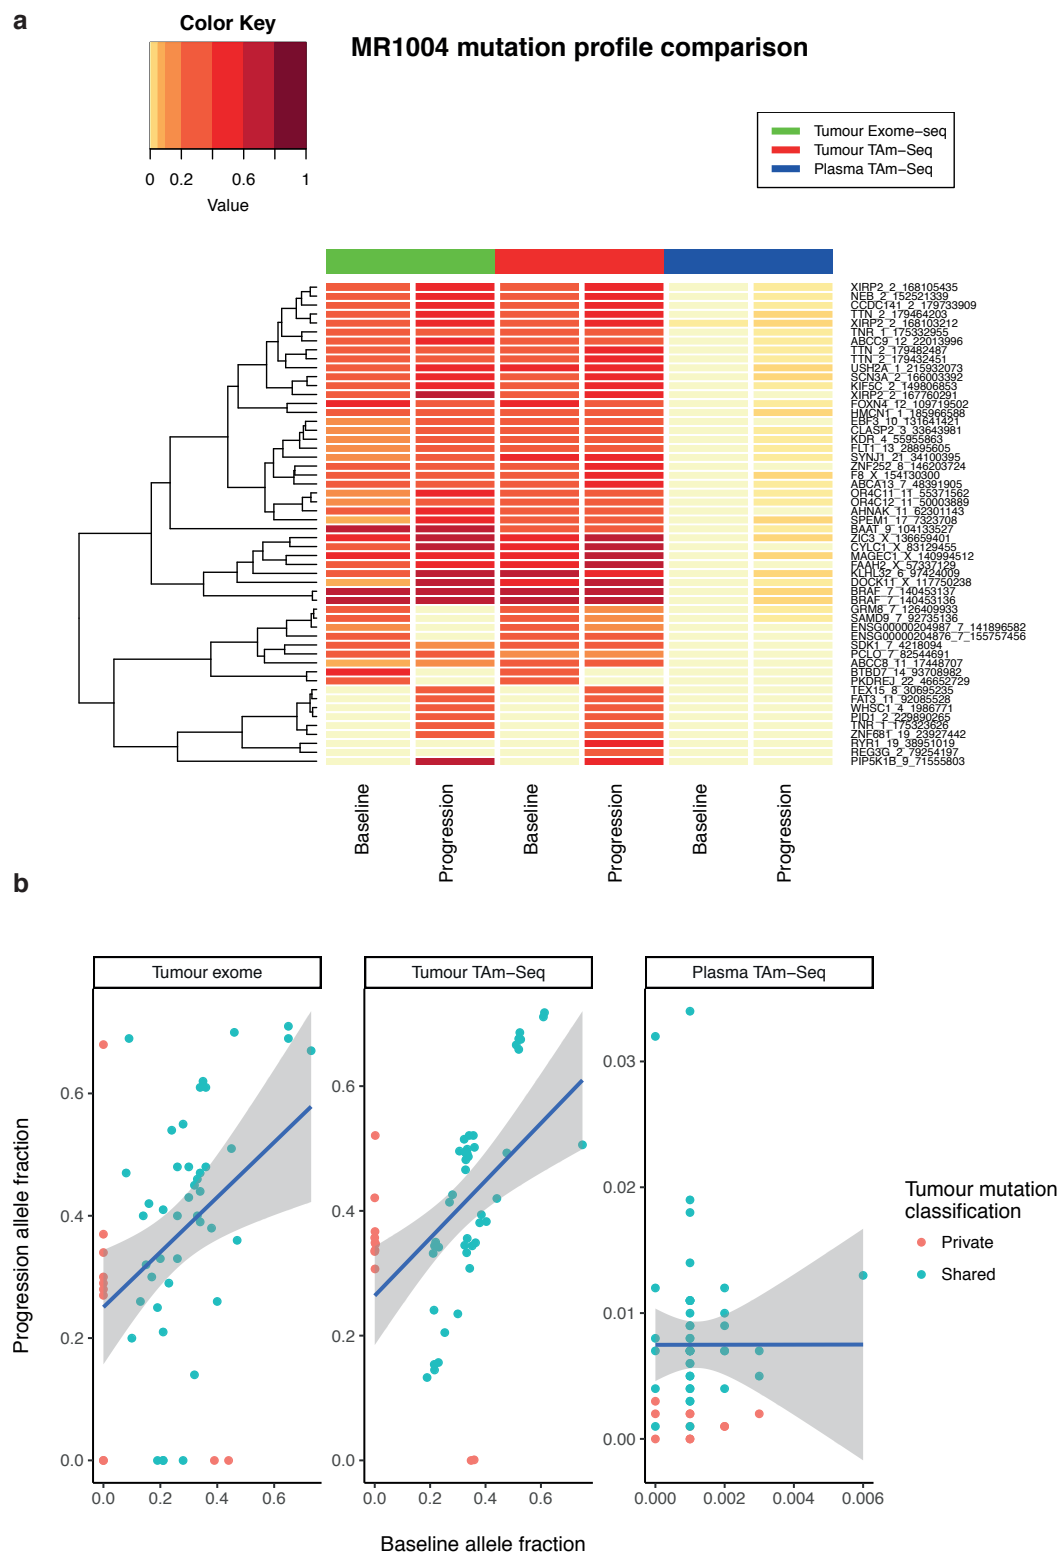 a
Color Key
MR1004 mutation profile comparison
0 0.2 0.6 1
Value
Tumour Exome-seq
Tumour TAm-Seq
Plasma TAm-Seq
XIRP2_2_168105435
NEB_2_152521339
CCDC141_2_179733909
TTN_2_179464203
XIRP2_2_168103212
TNR_1_175332955
ABCC9_12_22013996
TTN_2_179482487
TTN_2_179432451
USH2A_1_215932073
SCN3A_2_166003392
KIF5C_2_149806853
XIRP2_2_167760291
FOXN4_12_109719502
HMCN1_1_185966588
EBF3_10_131641421
CLASP2_3_33643981
KDR_4_55955863
FLT1_13_28895605
SYNJ1_21_34100395
ZNF252_8_146203724
F8_X_154130300
ABCA13_7_48391905
OR4C11_11_55371562
OR4C12_11_50003889
AHNAK_11_62301143
SPEM1_17_7323708
BAAT_9_104133527
ZIC3_X_136659401
CYLC1_X_83129455
MAGEC1_X_140994512
FAAH2_X_57337129
KLHL32_6_97424009
DOCK11_X_117750238
BRAF_7_140453137
BRAF_7_140453136
GRM8_7_126409933
SAMD9_7_92735136
ENSG00000204987_7_141896582
ENSG00000204876_7_155757456
SDK1_7_4218094
PCLO_7_82544691
ABCC8_11_17448707
BTBD7_14_93708982
PKDREJ_22_46652729
TEX15_8_30695235
FAT3_11_92085528
WHSC1_4_1986771
PID1_2_229890265
TNR_1_175323626
ZNF681_19_23927442
RYR1_19_38951019
REG3G_2_79254197
PIP5K1B_9_71555803
Baseline
Progression
Baseline
Progression
Baseline
Progression
b
Tumour exome
Tumour TAm-Seq
Plasma TAm-Seq
Progression allele fraction
0.6
0.4
0.2
0.0
0.6
0.4
0.2
0.0
0.03
0.02
0.01
0.00
0.0 0.2 0.4 0.6
0.0 0.2 0.4 0.6
0.000 0.002 0.004 0.006
Baseline allele fraction
Tumour mutation
classification
Private
Shared